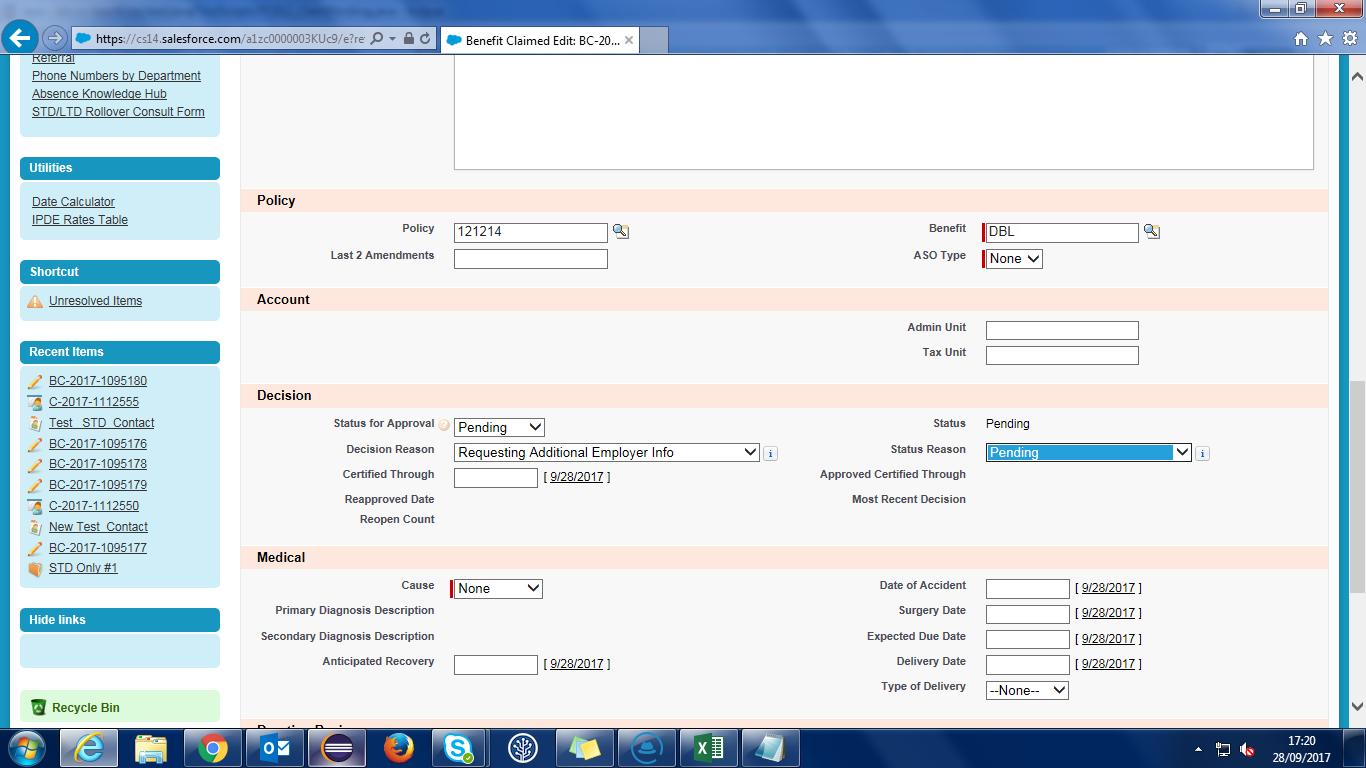 https://cs14.salesforce.com/a1zc0000003KUc9/e?re
Benefit Claimed Edit: BC-20...
Referral
Phone Numbers by Department
Absence Knowledge Hub
STD/LTD Rollover Consult Form
Utilities
Date Calculator
IPDE Rates Table
Shortcut
Unresolved Items
Recent Items
BC-2017-1095180
C-2017-1112555
Test_ STD_Contact
BC-2017-1095176
BC-2017-1095178
BC-2017-1095179
C-2017-1112550
New Test_Contact
BC-2017-1095177
STD Only #1
Hide links
Recycle Bin
Policy
Policy 121214 Benefit DBL
Last 2 Amendments ASO Type None
Account
Admin Unit
Tax Unit
Decision
Status for Approval Pending Status Pending
Decision Reason Requesting Additional Employer Info Status Reason Pending
Certified Through [ 9/28/2017 ] Approved Certified Through
Reapproved Date Most Recent Decision
Reopen Count
Medical
Cause None Date of Accident [ 9/28/2017 ]
Primary Diagnosis Description Surgery Date [ 9/28/2017 ]
Secondary Diagnosis Description Expected Due Date [ 9/28/2017 ]
Anticipated Recovery [ 9/28/2017 ] Delivery Date [ 9/28/2017 ]
Type of Delivery --None--
17:20
28/09/2017